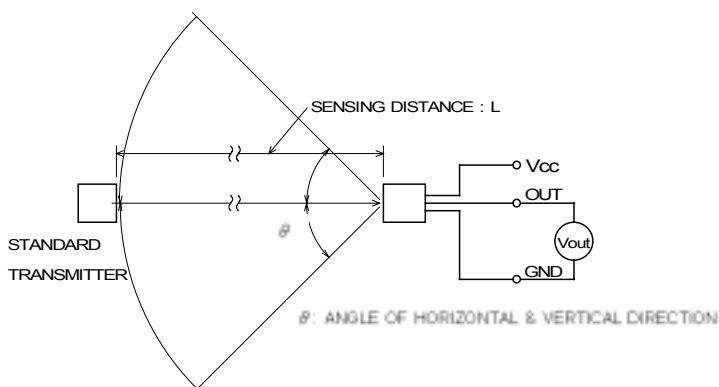 SENSING DISTANCE : L
Vcc
OUT
Vout
GND
θ
STANDARD
TRANSMITTER
θ : ANGLE OF HORIZONTAL & VERTICAL DIRECTION